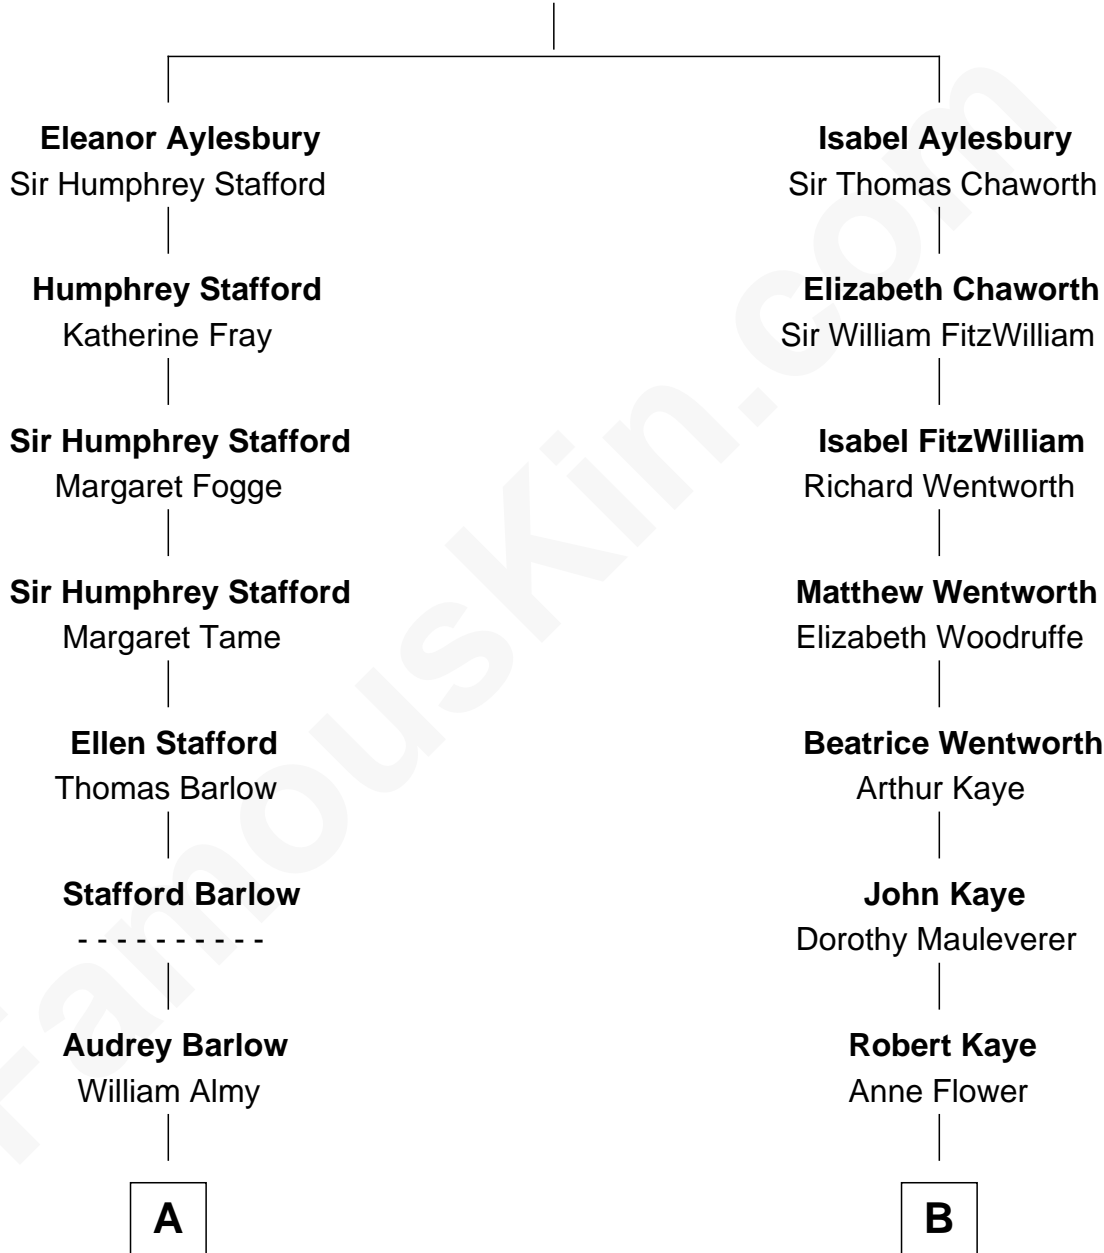 Eleanor Aylesbury
Sir Humphrey Stafford
Humphrey Stafford
Katherine Fray
Sir Humphrey Stafford
Margaret Fogge
Sir Humphrey Stafford
Margaret Tame
Ellen Stafford
Thomas Barlow
Stafford Barlow
- - - - - - - - - -
Audrey Barlow
William Almy
A
Isabel Aylesbury
Sir Thomas Chaworth
Elizabeth Chaworth
Sir William FitzWilliam
Isabel FitzWilliam
Richard Wentworth
Matthew Wentworth
Elizabeth Woodruffe
Beatrice Wentworth
Arthur Kaye
John Kaye
Dorothy Mauleverer
Robert Kaye
Anne Flower
B
FamousKin.com